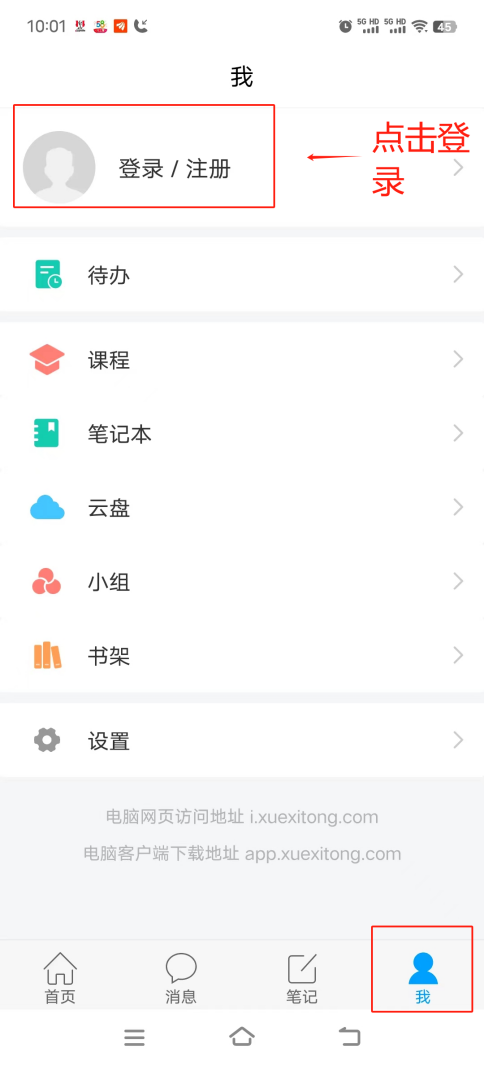 10:01
5G HD 5G HD 45
我
登录 / 注册
点击登
录
待办
课程
笔记本
云盘
小组
书架
设置
电脑网页访问地址 i.xuexitong.com
电脑客户端下载地址 app.xuexitong.com
首页 消息 笔记 我